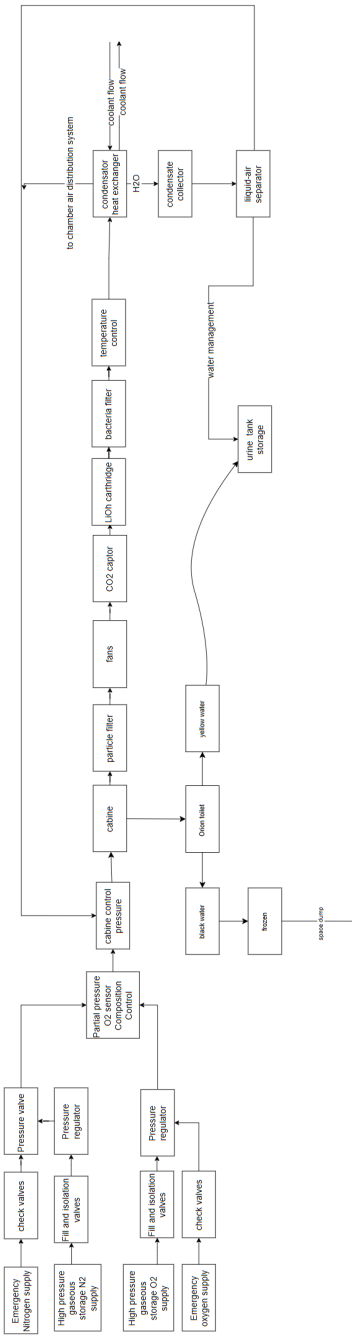 Emergency
Nitrogen supply
check valves
Pressure valve
High pressure
gaseous
storage N2
supply
Fill and isolation
valves
Pressure
regulator
High pressure
gaseous
storage O2
supply
Fill and isolation
valves
Pressure
regulator
Emergency
oxygen supply
check valves
Partial pressure
O2 sensor
Composition
Control
cabine control
pressure
cabine
particle filter
fans
CO2 captor
LiOh carthridge
bacteria filter
temperature
control
condensator
heat exchanger
to chamber air distribution system
coolant flow
coolant flow
H2O
condensate
collector
liiquid-air
separator
water management
urine tank
storage
yellow water
Orion toilet
black water
frozen
space dump